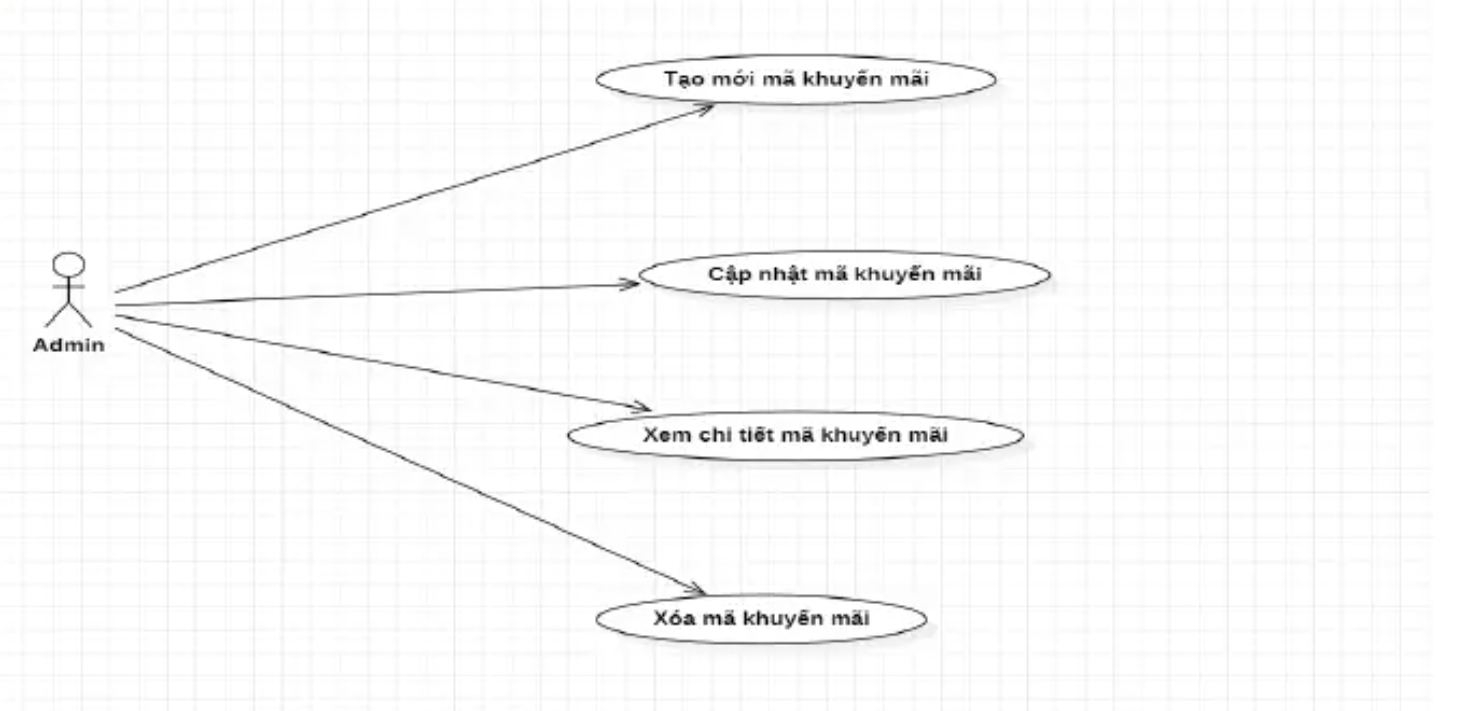 Tạo mới mã khuyến mãi
Cập nhật mã khuyến mãi
Admin
Xem chi tiết mã khuyến mãi
Xóa mã khuyến mãi